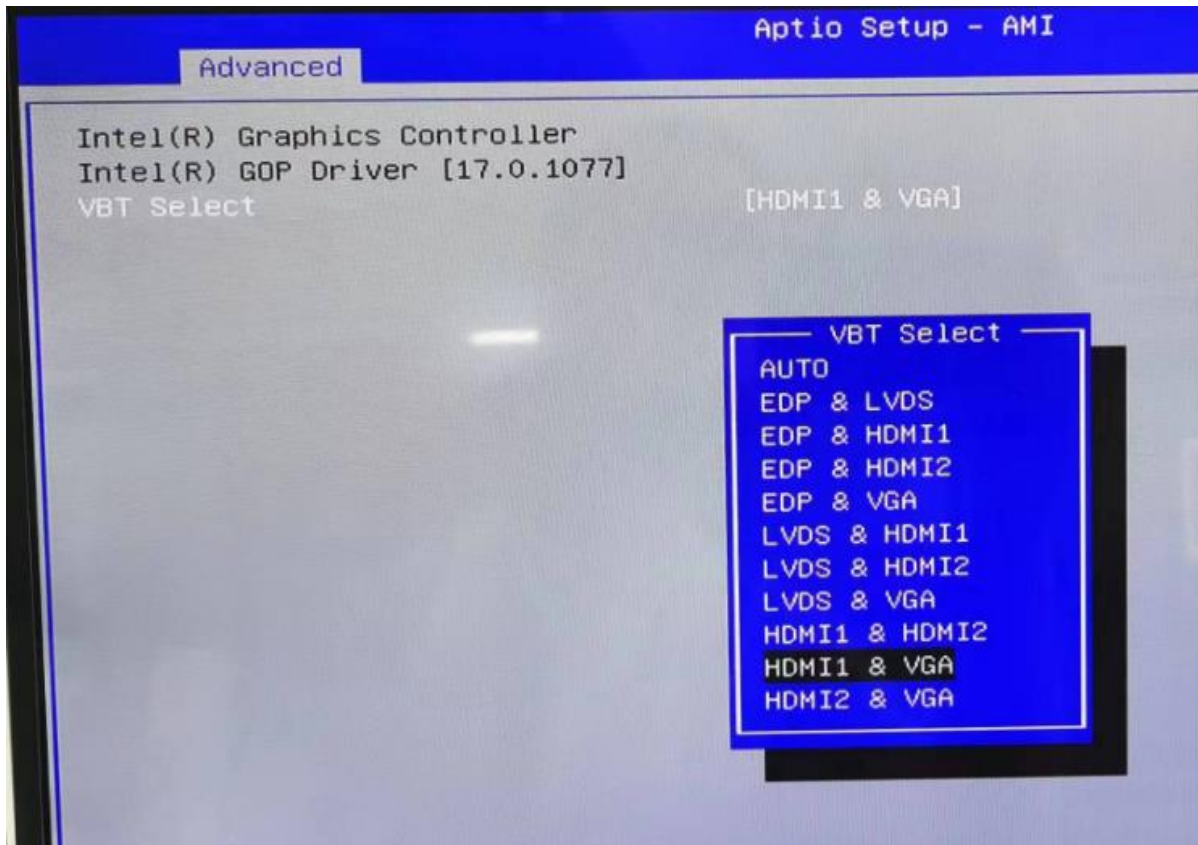 Aptio Setup – AMI
Advanced
Intel(R) Graphics Controller
Intel(R) GOP Driver [17.0.1077]
VBT Select [HDMI1 & VGA]
VBT Select
AUTO
EDP & LVDS
EDP & HDMI1
EDP & HDMI2
EDP & VGA
LVDS & HDMI1
LVDS & HDMI2
LVDS & VGA
HDMI1 & HDMI2
HDMI1 & VGA
HDMI2 & VGA